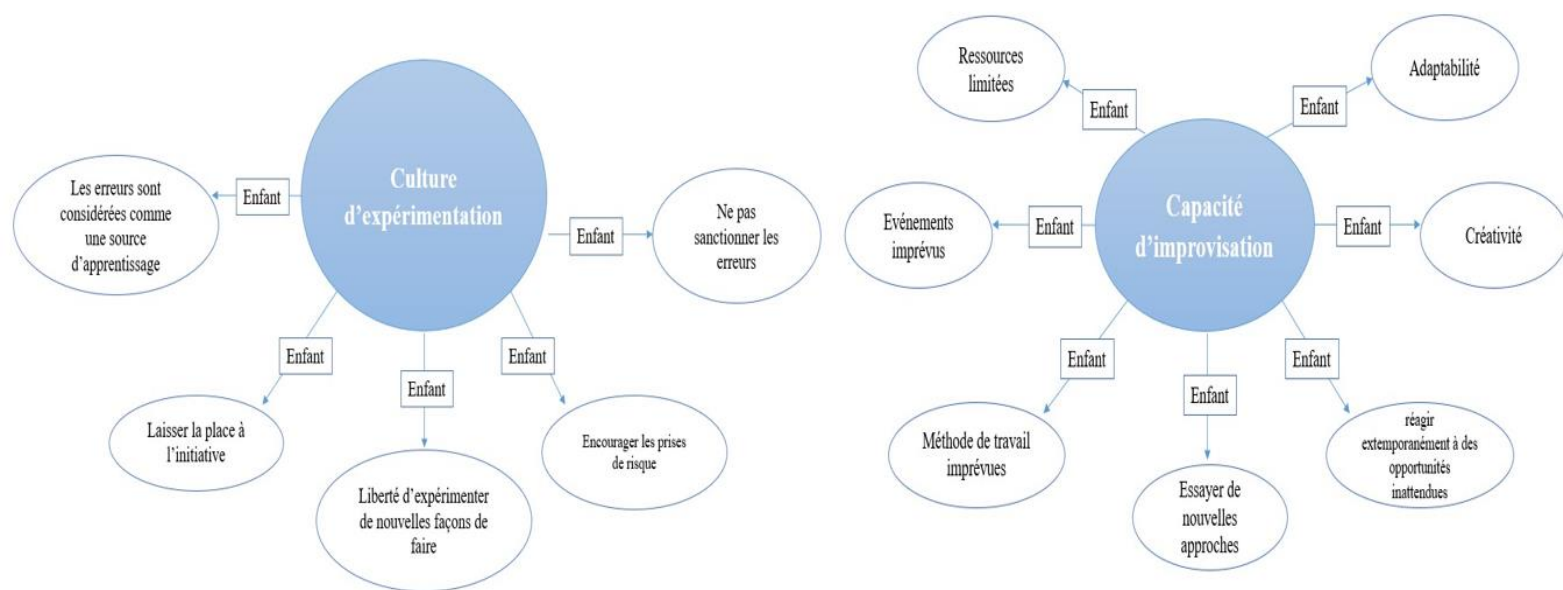 Culture
d’expérimentation
Enfant
Les erreurs sont
considérées comme
une source
d’apprentissage
Enfant
Laisser la place à
l’initiative
Enfant
Liberté d’expérimenter
de nouvelles façons de
faire
Enfant
Encourager les prises
de risque
Enfant
Ne pas
sanctionner les
erreurs
Capacité
d’improvisation
Enfant
Ressources
limitées
Enfant
Evénements
imprévus
Enfant
Méthode de travail
imprévues
Enfant
Essayer de
nouvelles
approches
Enfant
réagir
extemporanément à des
opportunités
inattendues
Enfant
Créativité
Enfant
Adaptabilité